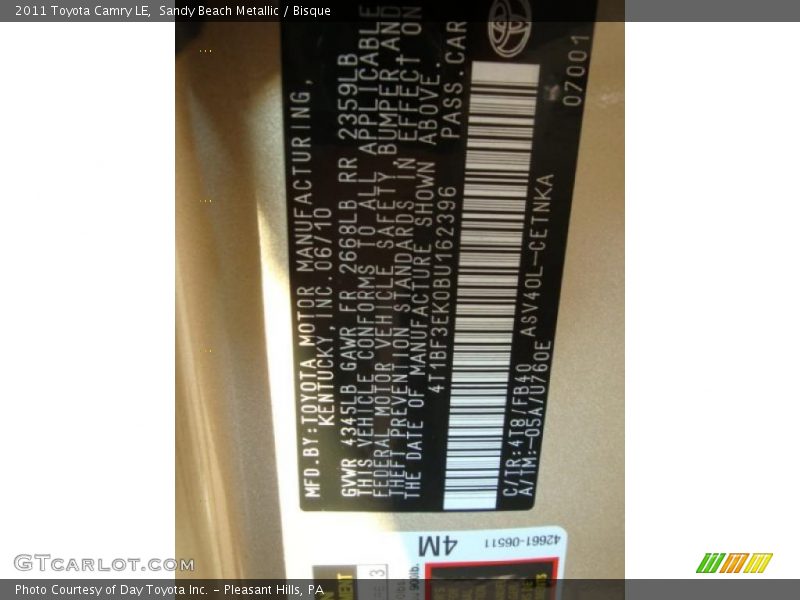 2011 Toyota Camry LE, Sandy Beach Metallic / Bisque
MFD.BY:TOYOTA MOTOR MANUFACTURING,
KENTUCKY, INC. 06/10
GVWR 4345LB GAWR FR 2668LB RR 2359LB
THIS VEHICLE CONFORMS TO ALL APPLICABLE
FEDERAL MOTOR VEHICLE SAFETY, BUMPER AND
THEFT PREVENTION STANDARDS IN EFFECT ON
THE DATE OF MANUFACTURE SHOWN ABOVE.
4T1BF3EK0BU162396 PASS.CAR
C/TR:4T8/FB40 ASV40L-CETNKA
A/TM:-05A/U760E
07001
4M 42661-06511
GTCarLot.com
Photo Courtesy of Day Toyota Inc. - Pleasant Hills, PA